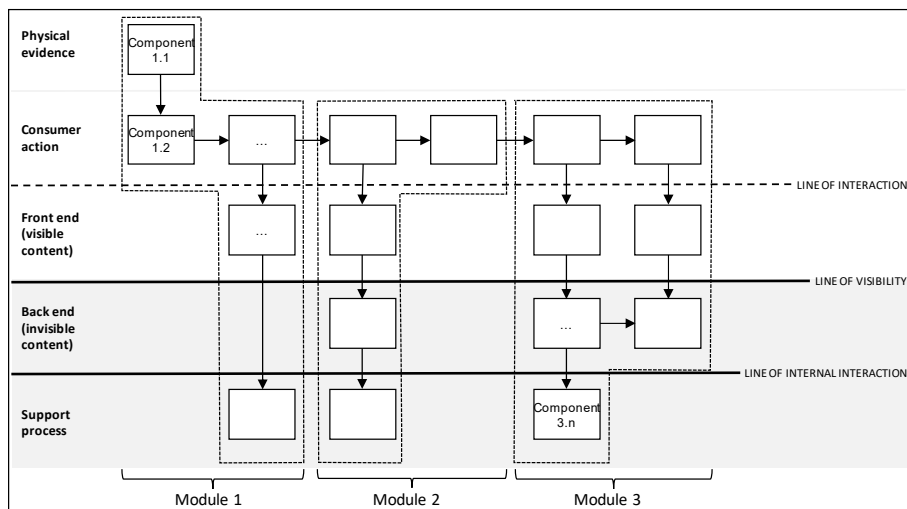 Physical
evidence
Component
1.1
Consumer
action
Component
1.2
...
LINE OF INTERACTION
Front end
(visible
content)
...
LINE OF VISIBILITY
Back end
(invisible
content)
...
LINE OF INTERNAL INTERACTION
Support
process
Component
3.n
Module 1
Module 2
Module 3